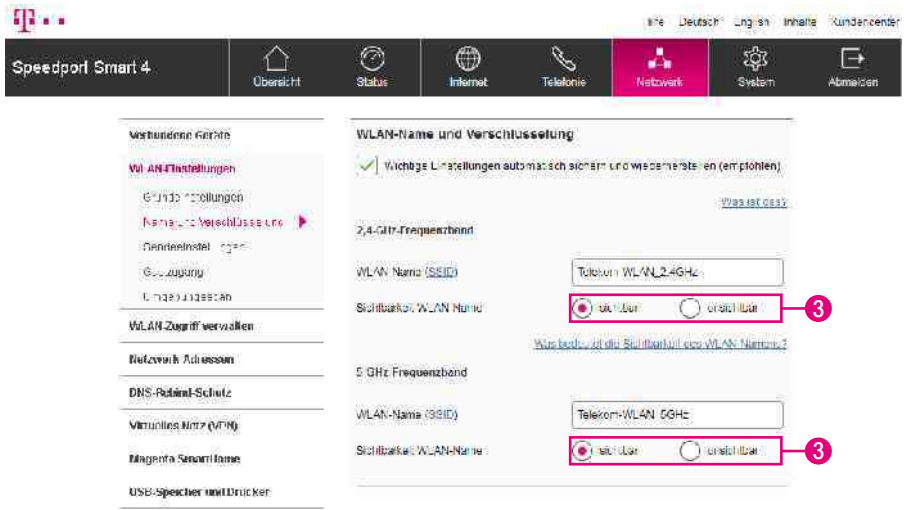 T
Hilfe Deutsch English Inhalte Kundencenter
Speedport Smart 4
Übersicht Status Internet Telefonie Netzwerk System Abmelden
Verbundene Geräte
WLAN-Einstellungen
Grundeinstellungen
Name und Verschlüsselung
Sendeeinstellungen
Gastzugang
Umgebungsscan
WLAN-Zugriff verwalten
Netzwerk Adressen
DNS-Rebind-Schutz
Virtuelles Netz (VPN)
Magenta SmartHome
USB-Speicher und Drucker
WLAN-Name und Verschlüsselung
Wichtige Einstellungen automatisch sichern und wiederherstellen (empfohlen)
Was ist das?
2,4-GHz-Frequenzband
WLAN-Name (SSID) Telekom-WLAN_2.4GHz
Sichtbarkeit WLAN-Name sichtbar unsichtbar 3
Was bedeutet die Sichtbarkeit des WLAN-Namens?
5-GHz-Frequenzband
WLAN-Name (SSID) Telekom-WLAN_5GHz
Sichtbarkeit WLAN-Name sichtbar unsichtbar 3